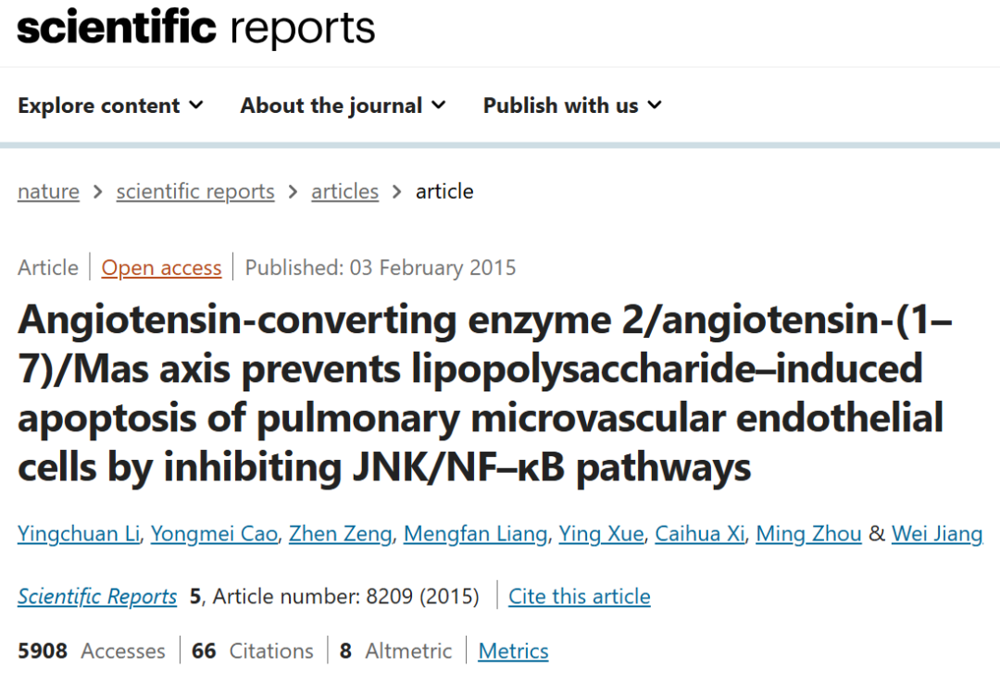 scientific reports
Explore content About the journal Publish with us
nature > scientific reports > articles > article
Article Open access Published: 03 February 2015
Angiotensin-converting enzyme 2/angiotensin-(1–
7)/Mas axis prevents lipopolysaccharide–induced
apoptosis of pulmonary microvascular endothelial
cells by inhibiting JNK/NF–κB pathways
Yingchuan Li, Yongmei Cao, Zhen Zeng, Mengfan Liang, Ying Xue, Caihua Xi, Ming Zhou & Wei Jiang
Scientific Reports 5, Article number: 8209 (2015) Cite this article
5908 Accesses 66 Citations 8 Altmetric Metrics